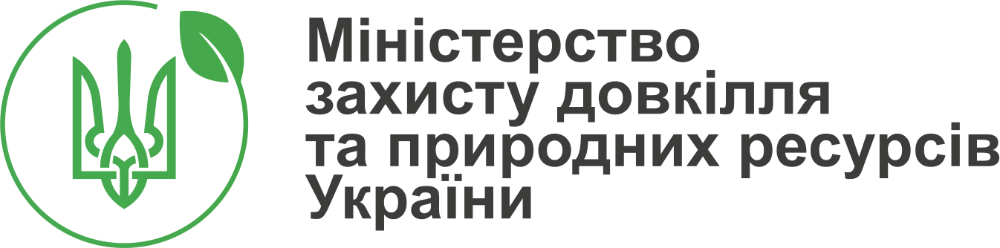 Міністерство
захисту довкілля
та природних ресурсів
України